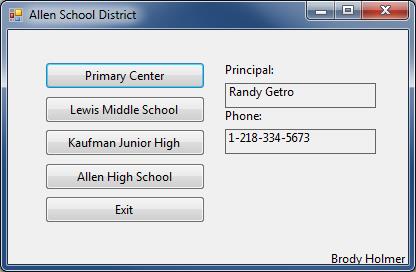 Allen School District
Primary Center
Lewis Middle School
Kaufman Junior High
Allen High School
Exit
Principal:
Randy Getro
Phone:
1-218-334-5673
Brody Holmer